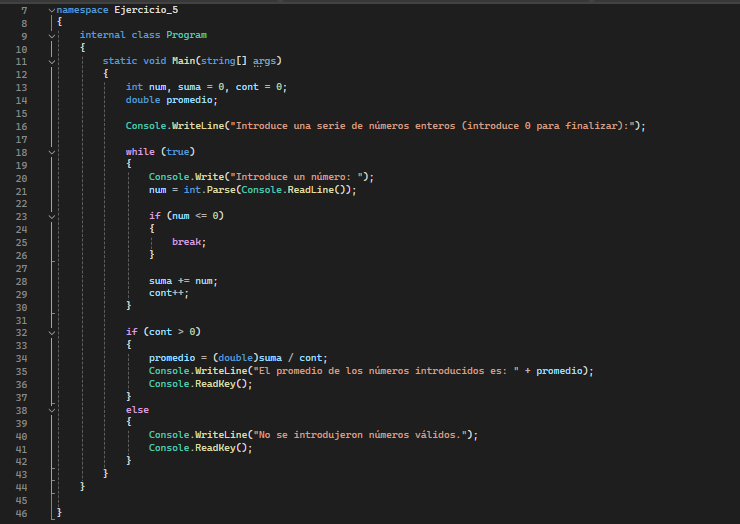 7 namespace Ejercicio_5
8 {
9 internal class Program
10 {
11 static void Main(string[] args)
12 {
13 int num, suma = 0, cont = 0;
14 double promedio;
15
16 Console.WriteLine("Introduce una serie de números enteros (introduce 0 para finalizar):");
17
18 while (true)
19 {
20 Console.Write("Introduce un número: ");
21 num = int.Parse(Console.ReadLine());
22
23 if (num <= 0)
24 {
25 break;
26 }
27
28 suma += num;
29 cont++;
30 }
31
32 if (cont > 0)
33 {
34 promedio = (double)suma / cont;
35 Console.WriteLine("El promedio de los números introducidos es: " + promedio);
36 Console.ReadKey();
37 }
38 else
39 {
40 Console.WriteLine("No se introdujeron números válidos.");
41 Console.ReadKey();
42 }
43 }
44 }
45
46 }